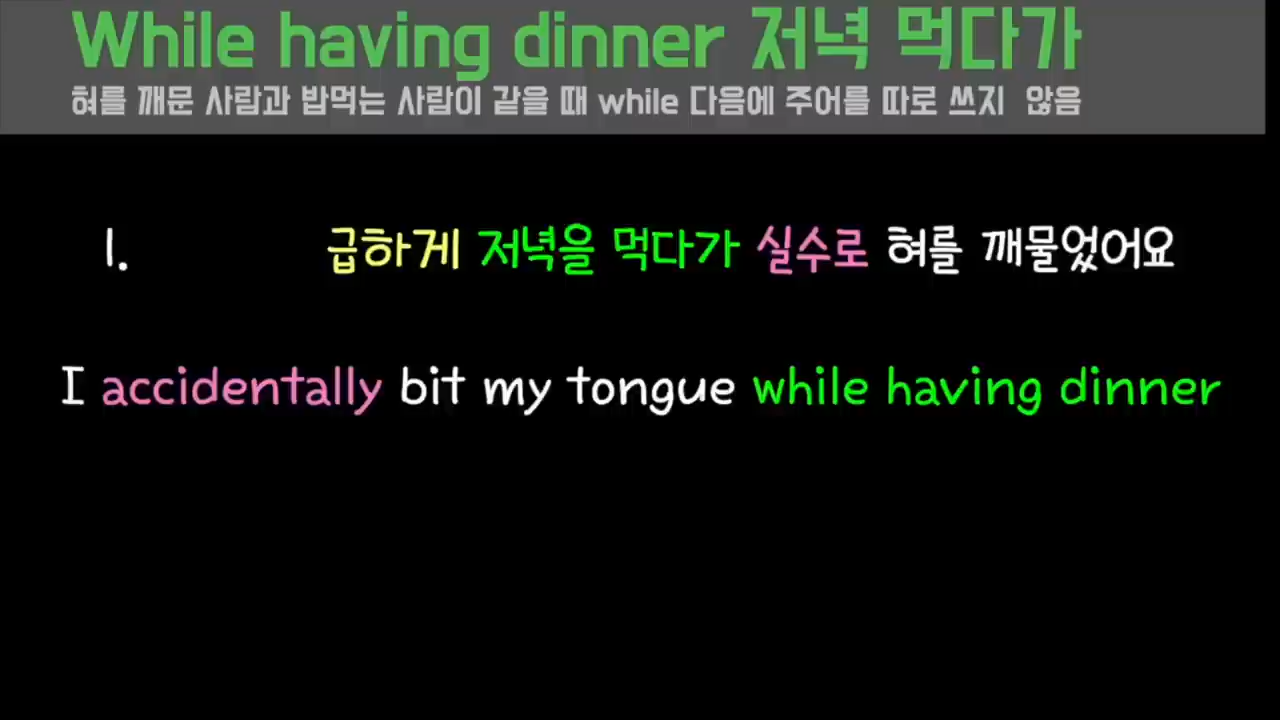 While having dinner 저녁 먹다가
혀를 깨문 사람과 밥먹는 사람이 같을 때 while 다음에 주어를 따로 쓰지 않음
1. 급하게 저녁을 먹다가 실수로 혀를 깨물었어요
I accidentally bit my tongue while having dinner